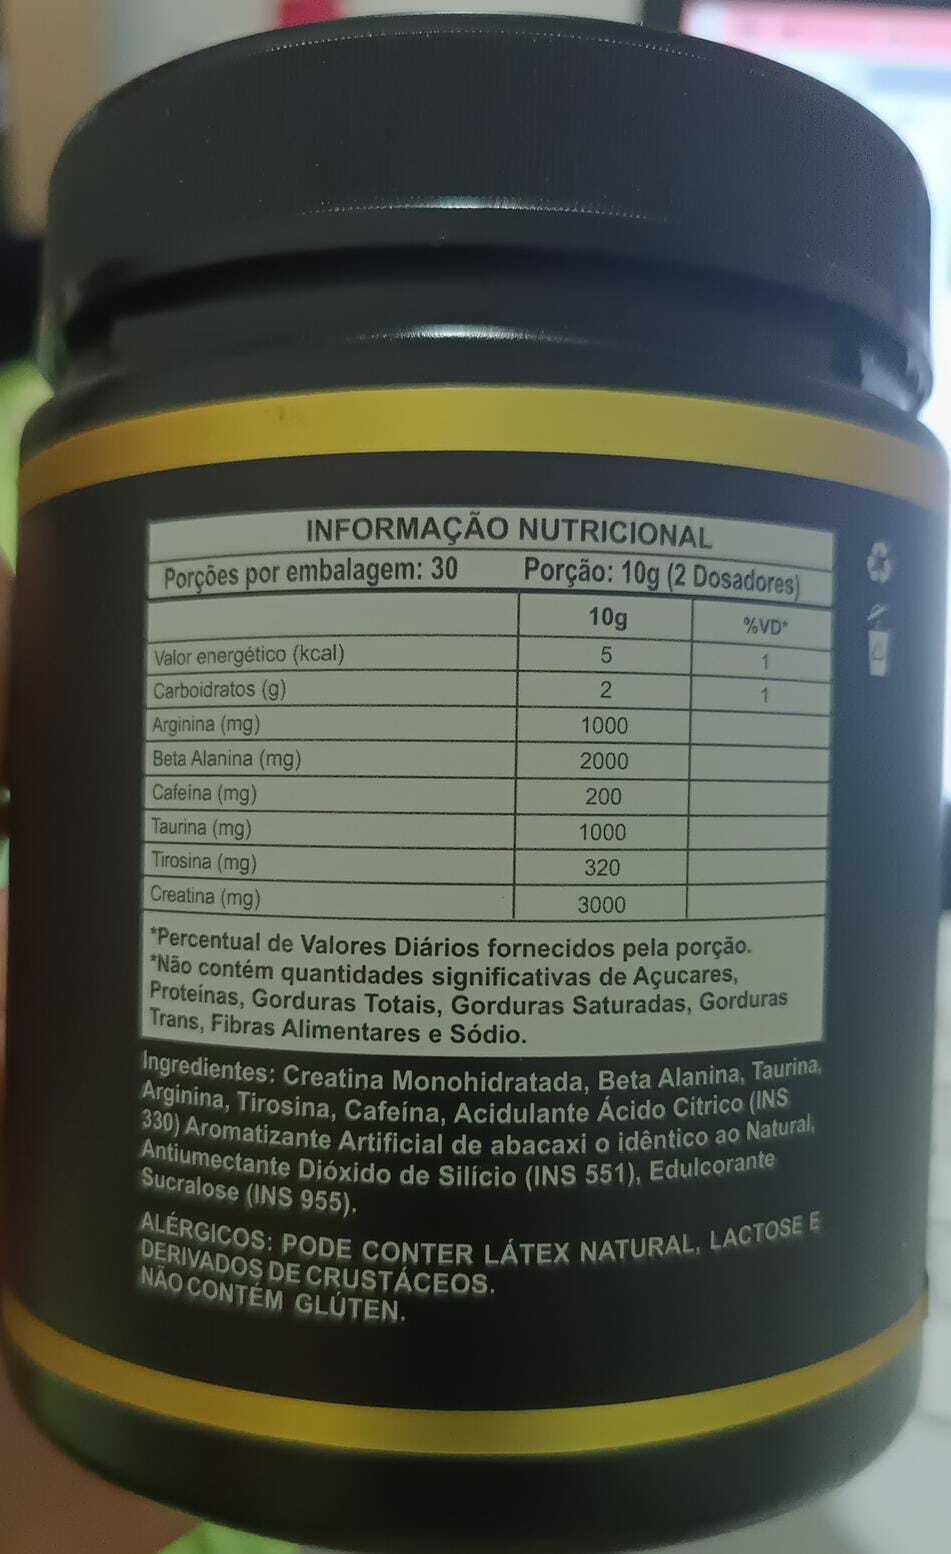 INFORMAÇÃO NUTRICIONAL
Porções por embalagem: 30 Porção: 10g (2 Dosadores)
10g %VD*
Valor energético (kcal) 5 1
Carboidratos (g) 2 1
Arginina (mg) 1000
Beta Alanina (mg) 2000
Cafeína (mg) 200
Taurina (mg) 1000
Tirosina (mg) 320
Creatina (mg) 3000
*Percentual de Valores Diários fornecidos pela porção.
*Não contém quantidades significativas de Açucares,
Proteínas, Gorduras Totais, Gorduras Saturadas, Gorduras
Trans, Fibras Alimentares e Sódio.
Ingredientes: Creatina Monohidratada, Beta Alanina, Taurina,
Arginina, Tirosina, Cafeína, Acidulante Ácido Cítrico (INS
330) Aromatizante Artificial de abacaxi o idêntico ao Natural,
Antiumectante Dióxido de Silício (INS 551), Edulcorante
Sucralose (INS 955).
ALÉRGICOS: PODE CONTER LÁTEX NATURAL, LACTOSE E
DERIVADOS DE CRUSTÁCEOS.
NÃO CONTÉM GLÚTEN.